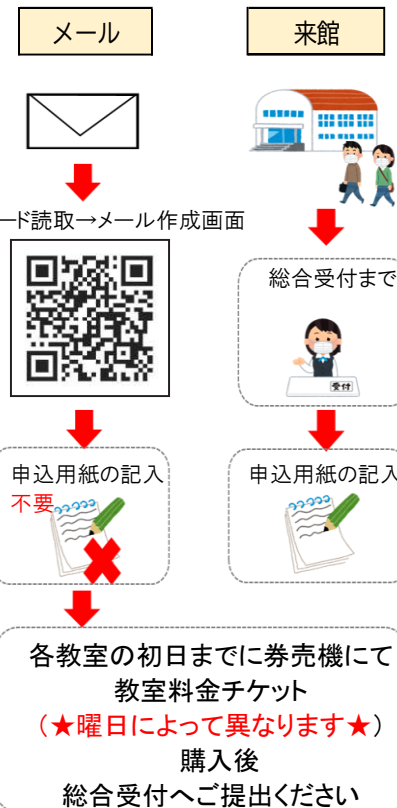 メール
来館
ード読取→メール作成画面
総合受付まで
受付
申込用紙の記入
不要
申込用紙の記入
各教室の初日までに券売機にて
教室料金チケット
（★曜日によって異なります★）
購入後
総合受付へご提出ください